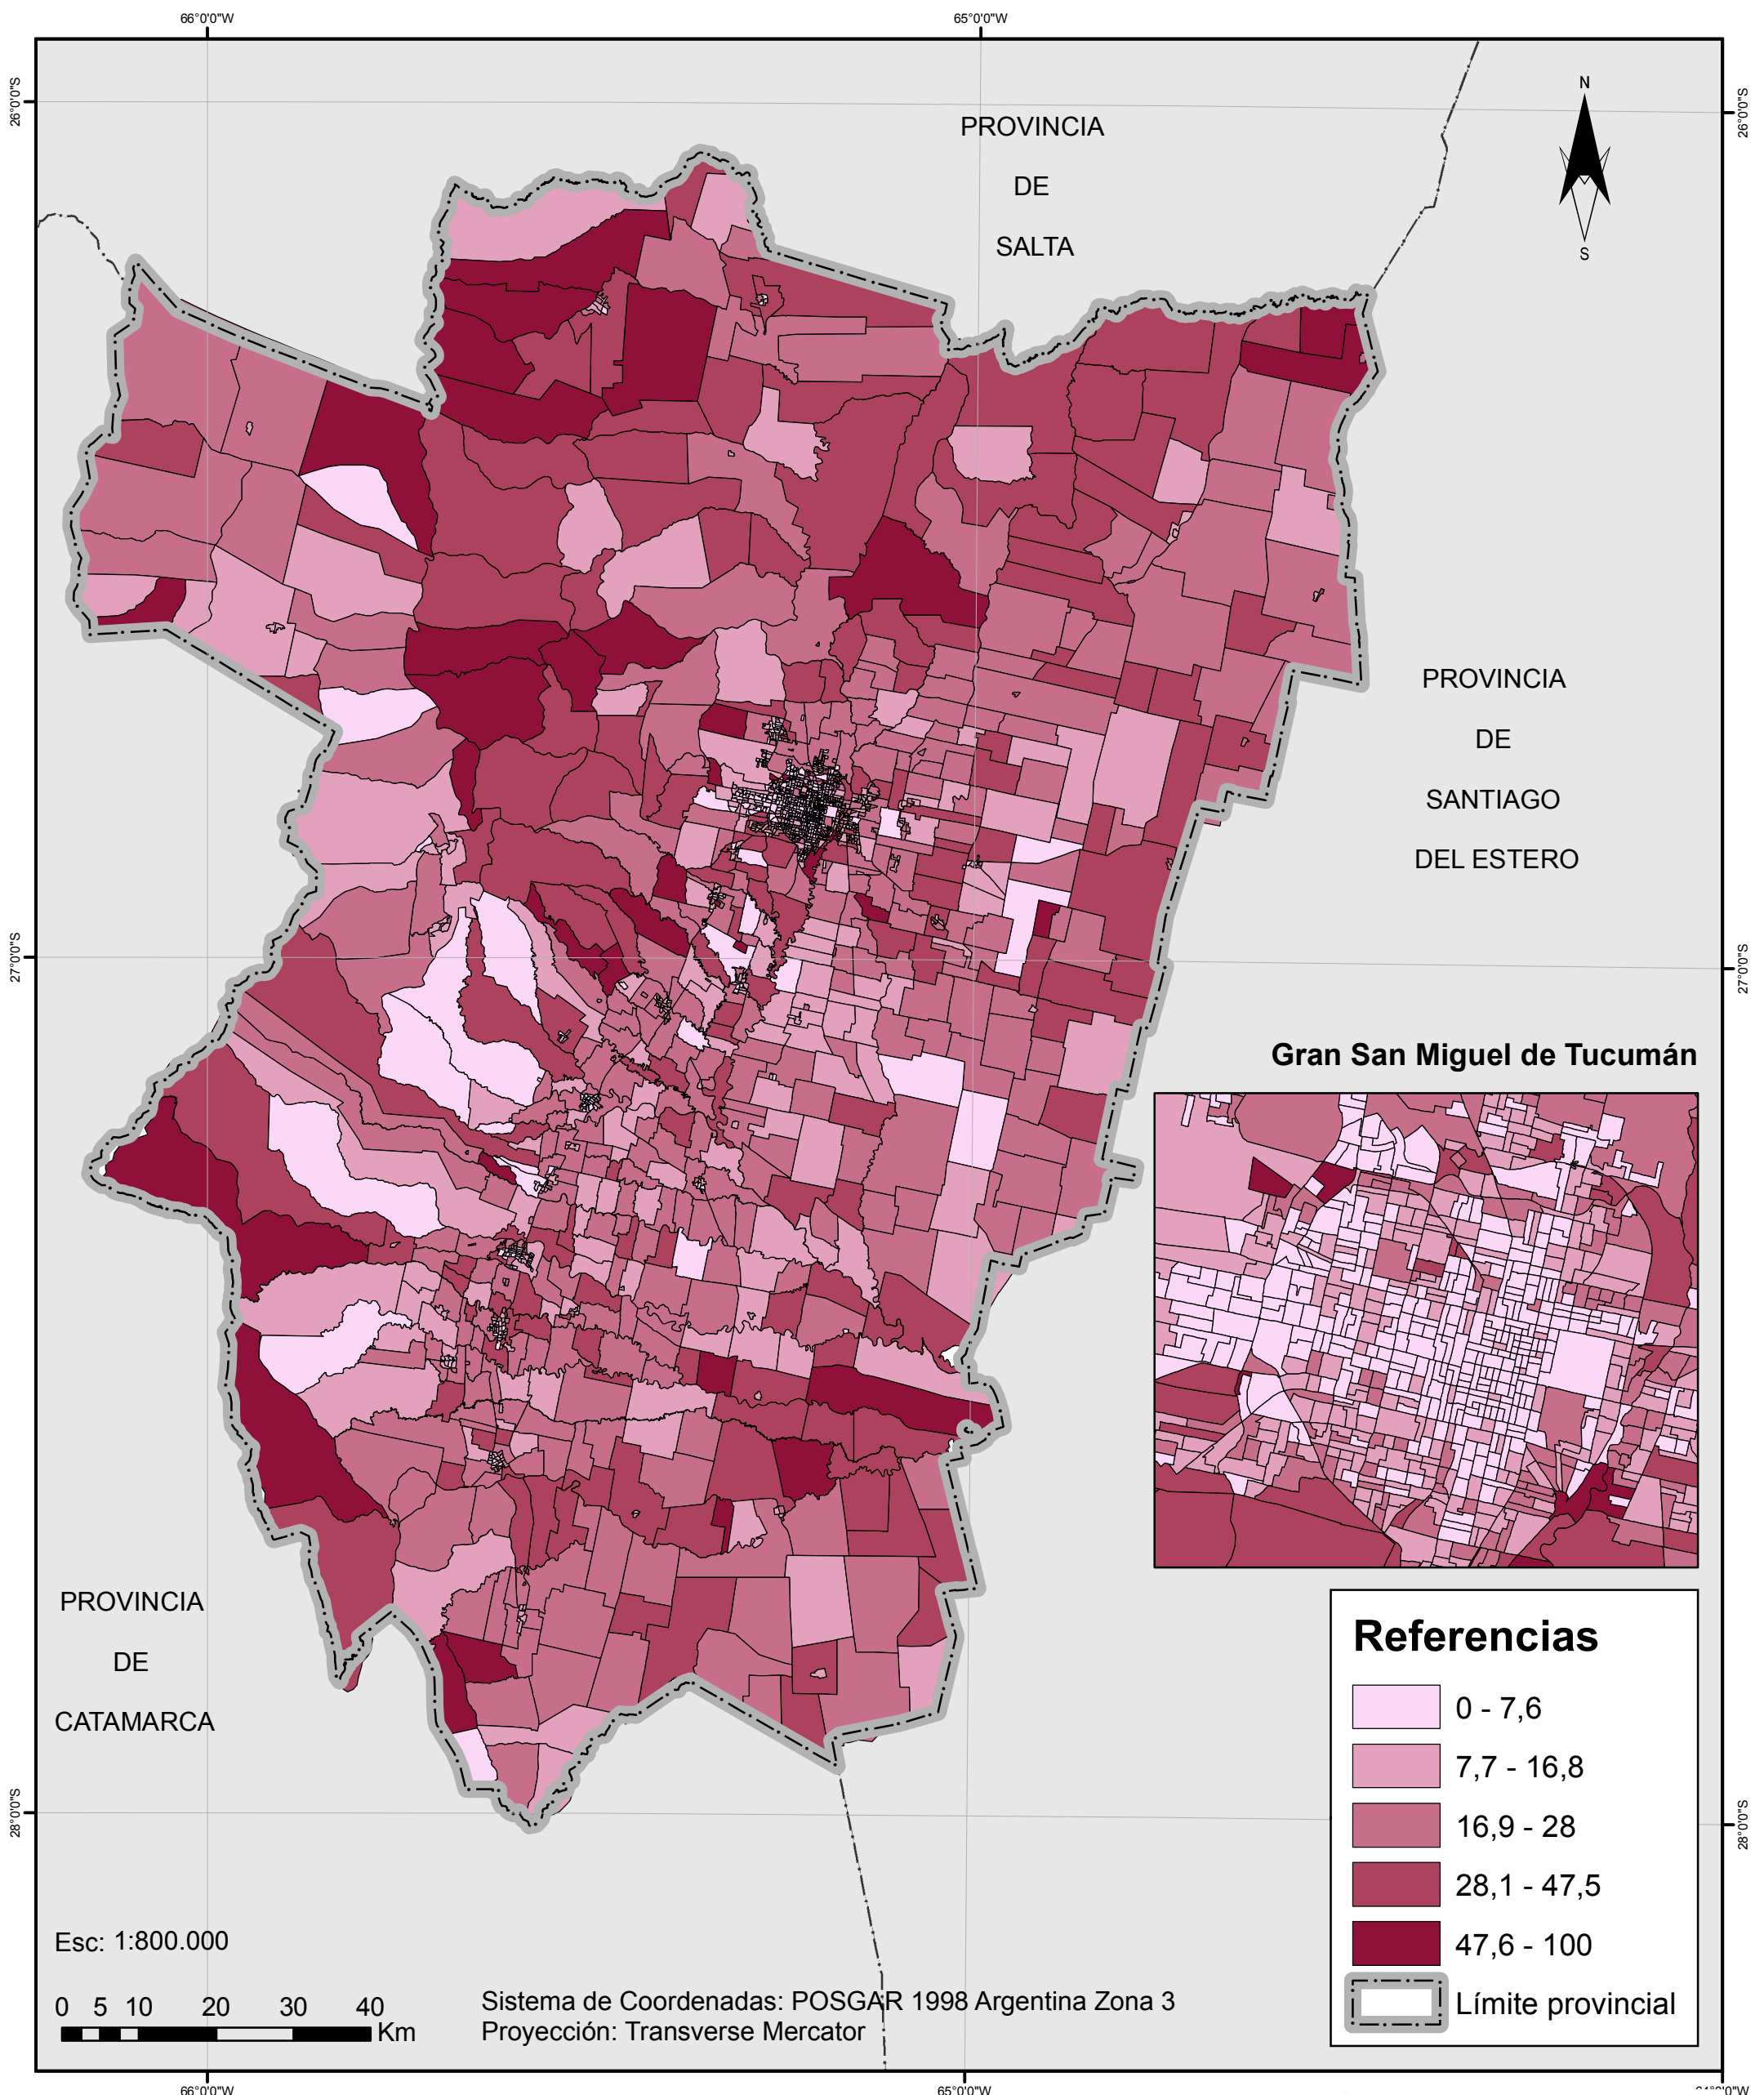 66°0'0"W
65°0'0"W
26°0'0"S
26°0'0"S
N
S
PROVINCIA
DE
SALTA
PROVINCIA
DE
SANTIAGO
DEL ESTERO
27°0'0"S
27°0'0"S
Gran San Miguel de Tucumán
PROVINCIA
DE
CATAMARCA
Referencias
0 - 7,6
7,7 - 16,8
16,9 - 28
28,1 - 47,5
47,6 - 100
Límite provincial
28°0'0"S
28°0'0"S
Esc: 1:800.000
0 5 10 20 30 40
Km
Sistema de Coordenadas: POSGAR 1998 Argentina Zona 3
Proyección: Transverse Mercator
66°0'0"W
65°0'0"W